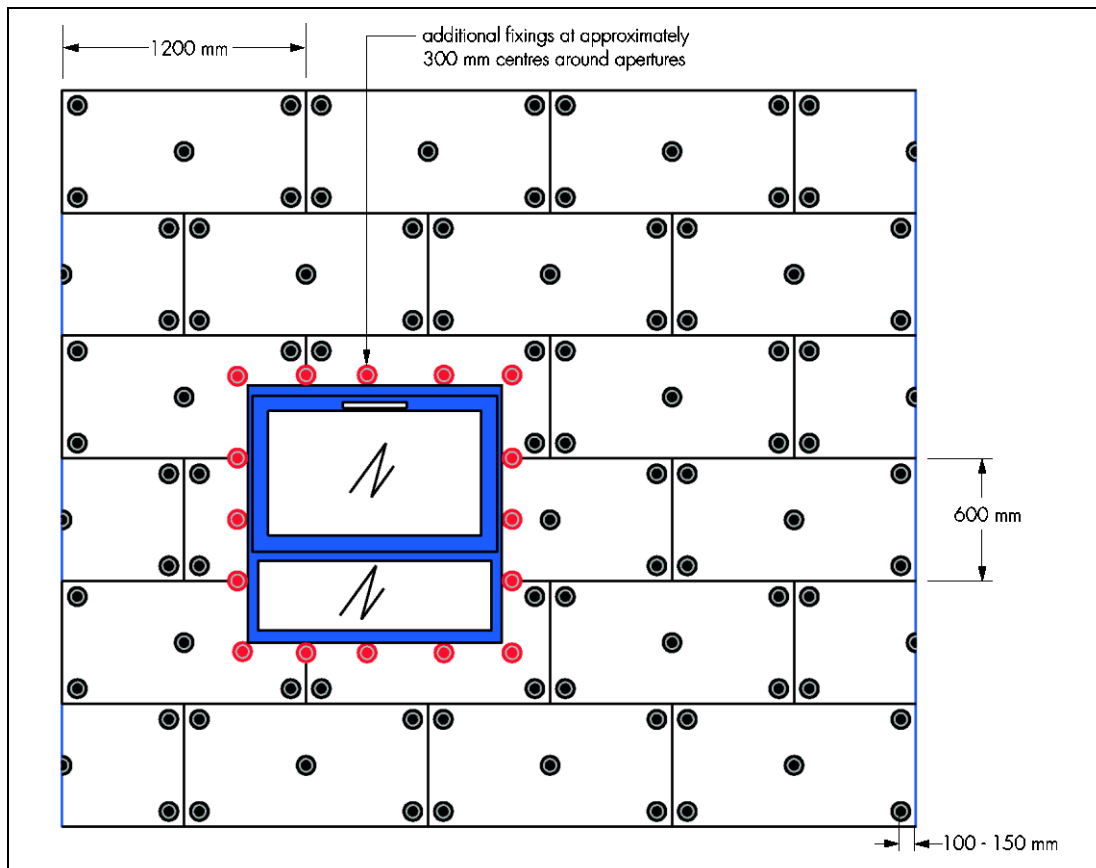 1200 mm
additional fixings at approximately
300 mm centres around apertures
600 mm
100 - 150 mm